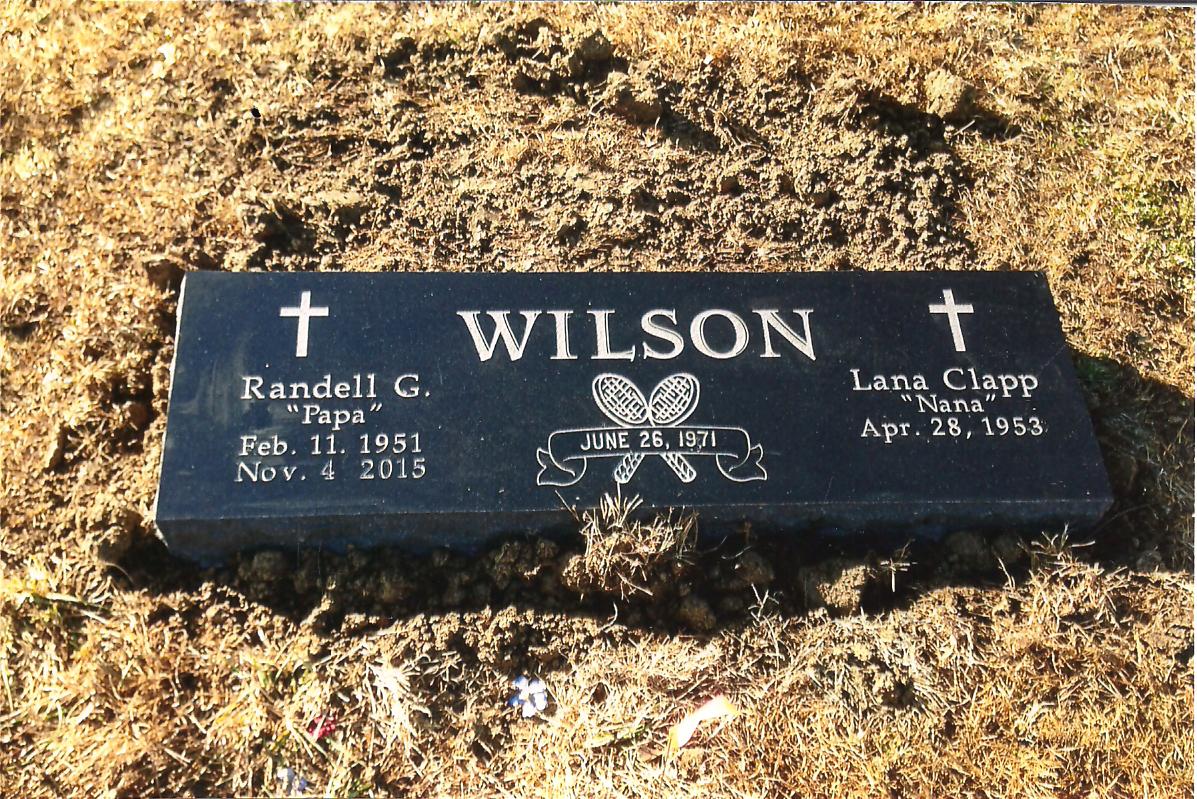 WILSON
Randell G.
"Papa"
Feb. 11. 1951
Nov. 4 2015
JUNE 26, 1971
Lana Clapp
"Nana"
Apr. 28, 1953